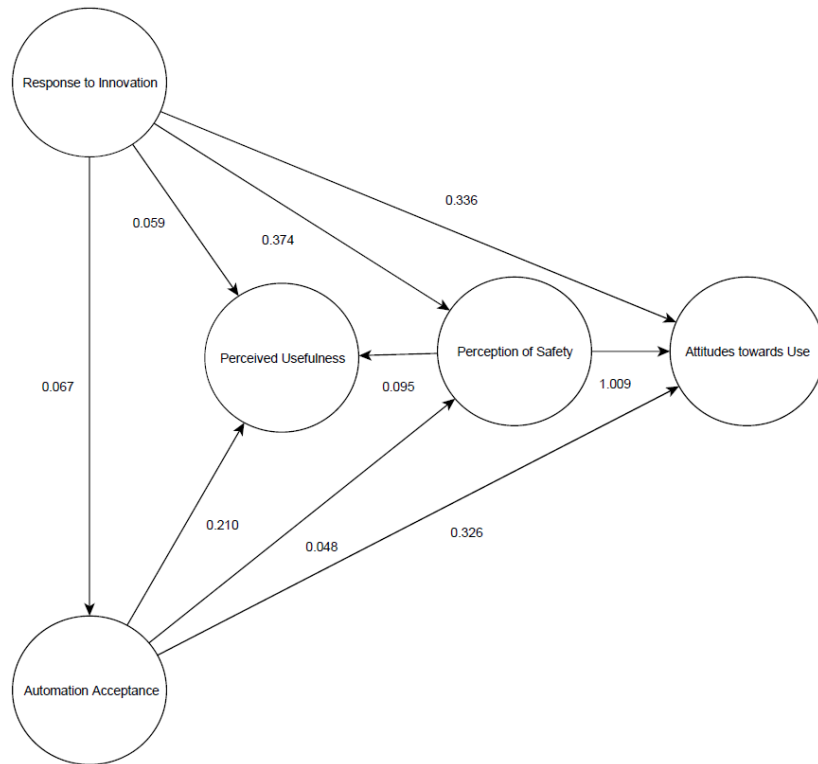 Response to Innovation
0.336
0.059
0.374
Perceived Usefulness
Perception of Safety
Attitudes towards Use
0.067
0.095
1.009
0.210
0.048
0.326
Automation Acceptance